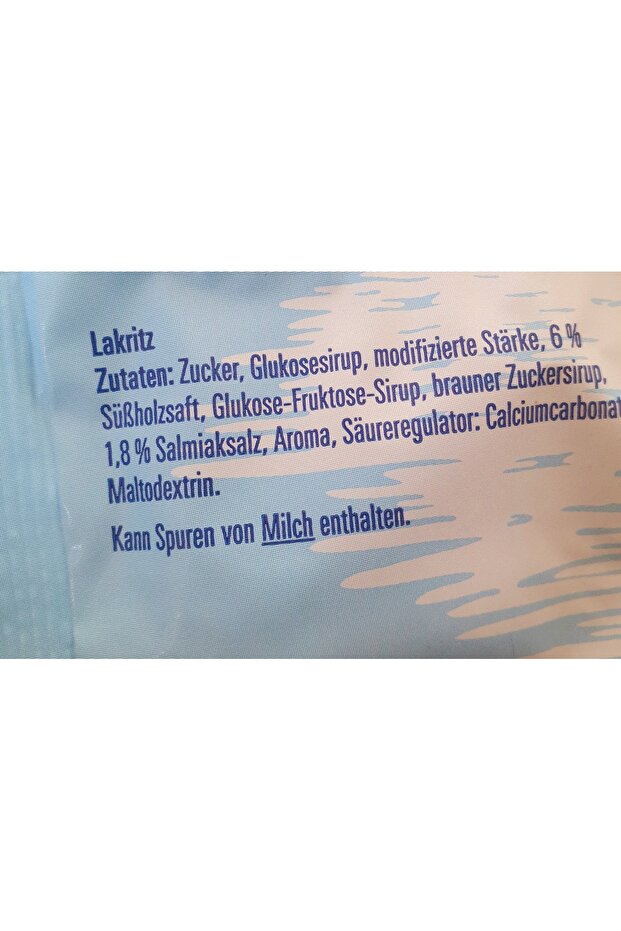 Lakritz
Zutaten: Zucker, Glukosesirup, modifizierte Stärke, 6 %
Süßholzsaft, Glukose-Fruktose-Sirup, brauner Zuckersirup,
1,8 % Salmiaksalz, Aroma, Säureregulator: Calciumcarbonat
Maltodextrin.
Kann Spuren von Milch enthalten.